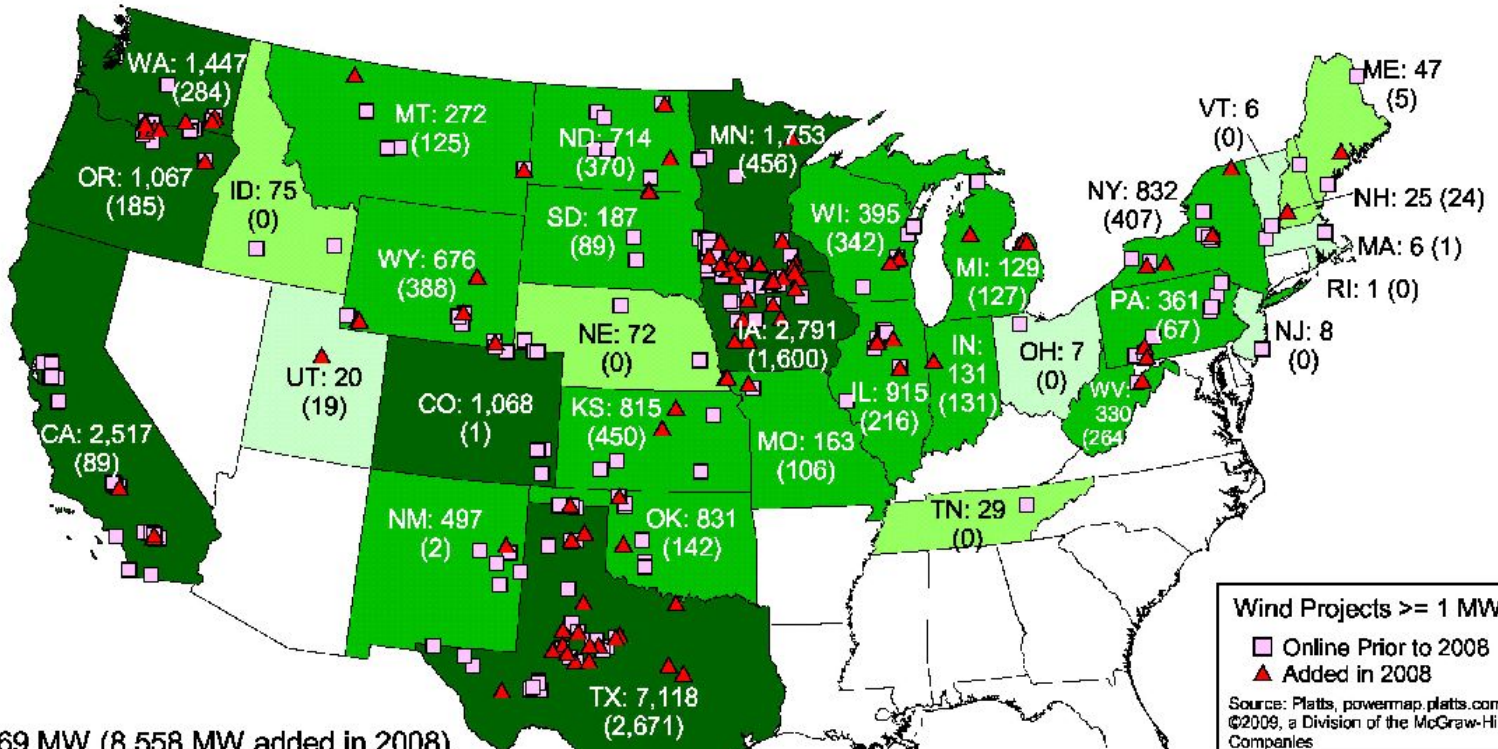 WA: 1,447
(284)
MT: 272
(125)
ND: 714
(370)
MN: 1,753
(456)
VT: 6
(0)
ME: 47
(5)
OR: 1,067
(185)
ID: 75
(0)
SD: 187
(89)
WI: 395
(342)
NY: 832
(407)
NH: 25 (24)
WY: 676
(388)
MI: 129
(127)
MA: 6 (1)
RI: 1 (0)
PA: 361
(67)
NJ: 8
(0)
NE: 72
(0)
IA: 2,791
(1,600)
IN:
131
(131)
OH: 7
(0)
UT: 20
(19)
CO: 1,068
(1)
KS: 815
(450)
IL: 915
(216)
WV:
330
(264
CA: 2,517
(89)
MO: 163
(106)
NM: 497
(2)
OK: 831
(142)
TN: 29
(0)
TX: 7,118
(2,671)
Wind Projects >= 1 MW
Online Prior to 2008
Added in 2008
Source: Platts, powermap.platts.com
©2009, a Division of the McGraw-Hi
Companies
69 MW (8,558 MW added in 2008)